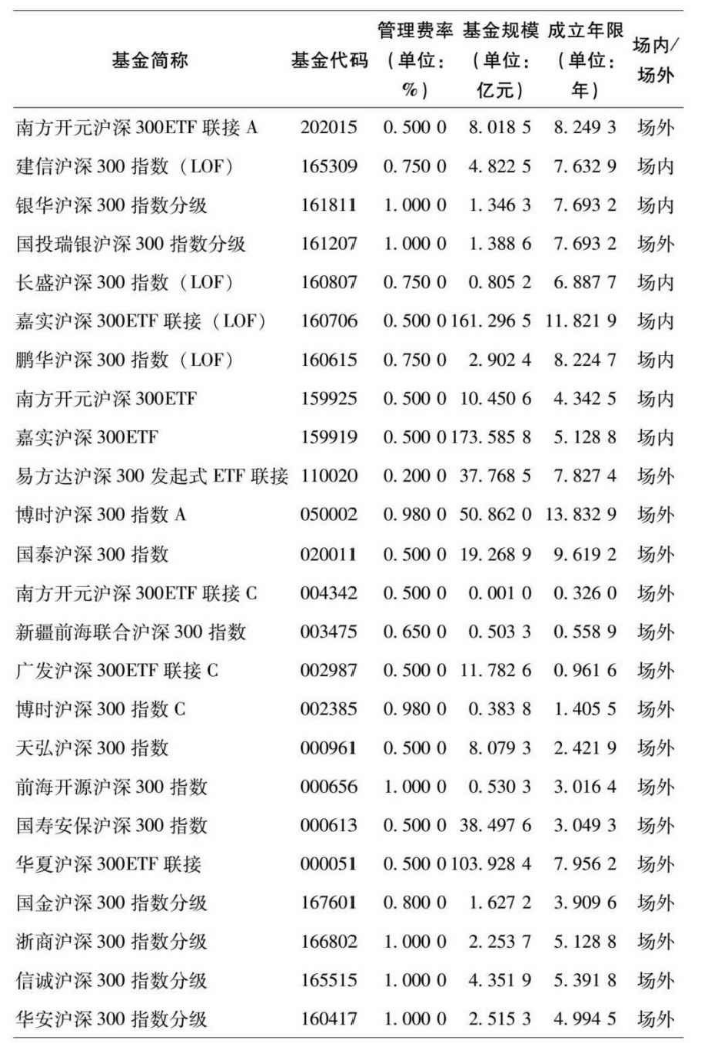 基金简称 基金代码 管理费率(单位:%) 基金规模(单位:亿元) 成立年限(单位:年) 场内/场外
南方开元沪深300ETF联接A 202015 0.500 0 8.018 5 8.249 3 场外
建信沪深300指数(LOF) 165309 0.750 0 4.822 5 7.632 9 场内
银华沪深300指数分级 161811 1.000 0 1.346 3 7.693 2 场内
国投瑞银沪深300指数分级 161207 1.000 0 1.388 6 7.693 2 场外
长盛沪深300指数(LOF) 160807 0.750 0 0.805 2 6.887 7 场内
嘉实沪深300ETF联接(LOF) 160706 0.500 0 161.296 5 11.821 9 场内
鹏华沪深300指数(LOF) 160615 0.750 0 2.902 4 8.224 7 场内
南方开元沪深300ETF 159925 0.500 0 10.450 6 4.342 5 场内
嘉实沪深300ETF 159919 0.500 0 173.585 8 5.128 8 场内
易方达沪深300发起式ETF联接 110020 0.200 0 37.768 5 7.827 4 场外
博时沪深300指数A 050002 0.980 0 50.862 0 13.832 9 场外
国泰沪深300指数 020011 0.500 0 19.268 9 9.619 2 场外
南方开元沪深300ETF联接C 004342 0.500 0 0.001 0 0.326 0 场外
新疆前海联合沪深300指数 003475 0.650 0 0.503 3 0.558 9 场外
广发沪深300ETF联接C 002987 0.500 0 11.782 6 0.961 6 场外
博时沪深300指数C 002385 0.980 0 0.383 8 1.405 5 场外
天弘沪深300指数 000961 0.500 0 8.079 3 2.421 9 场外
前海开源沪深300指数 000656 1.000 0 0.530 3 3.016 4 场外
国寿安保沪深300指数 000613 0.500 0 38.497 6 3.049 3 场外
华夏沪深300ETF联接 000051 0.500 0 103.928 4 7.956 2 场外
国金沪深300指数分级 167601 0.800 0 1.627 2 3.909 6 场外
浙商沪深300指数分级 166802 1.000 0 2.253 7 5.128 8 场外
信诚沪深300指数分级 165515 1.000 0 4.351 9 5.391 8 场外
华安沪深300指数分级 160417 1.000 0 2.515 3 4.994 5 场外